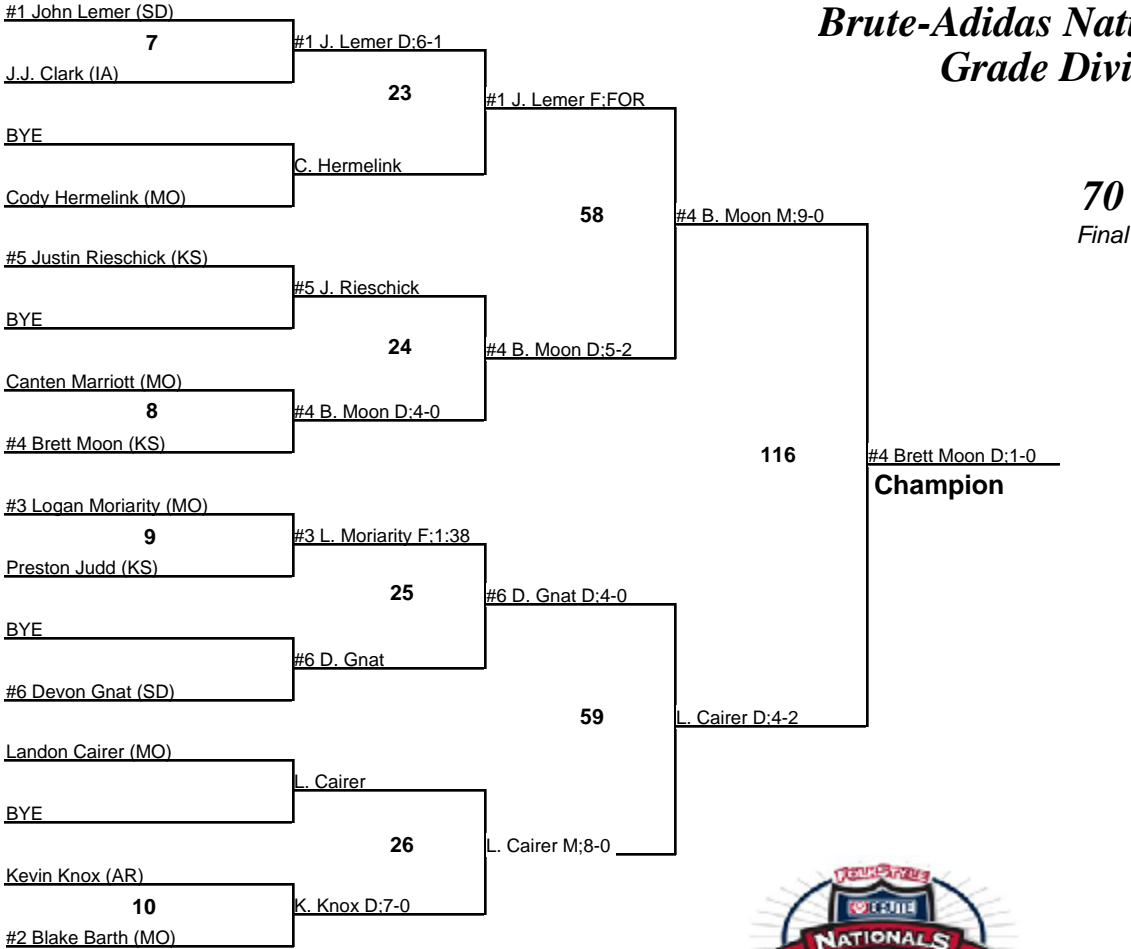 #1 John Lemer (SD)
7
J.J. Clark (IA)
BYE
Cody Hermelink (MO)
#5 Justin Rieschick (KS)
BYE
Canten Marriott (MO)
8
#4 Brett Moon (KS)
#3 Logan Moriarity (MO)
9
Preston Judd (KS)
BYE
#6 Devon Gnat (SD)
Landon Cairer (MO)
BYE
Kevin Knox (AR)
10
#2 Blake Barth (MO)
#1 J. Lemer D;6-1
23
C. Hermelink
#5 J. Rieschick
24
#4 B. Moon D;4-0
#3 L. Moriarity F;1:38
25
#6 D. Gnat
L. Cairer
26
K. Knox D;7-0
#1 J. Lemer F;FOR
58
#4 B. Moon D;5-2
#6 D. Gnat D;4-0
59
L. Cairer M;8-0
#4 B. Moon M;9-0
116
L. Cairer D;4-2
#4 Brett Moon D;1-0
Champion
Brute-Adidas Nati
Grade Divi
70
Final
FOLKSTYLE
BRUTE
NATIONALS